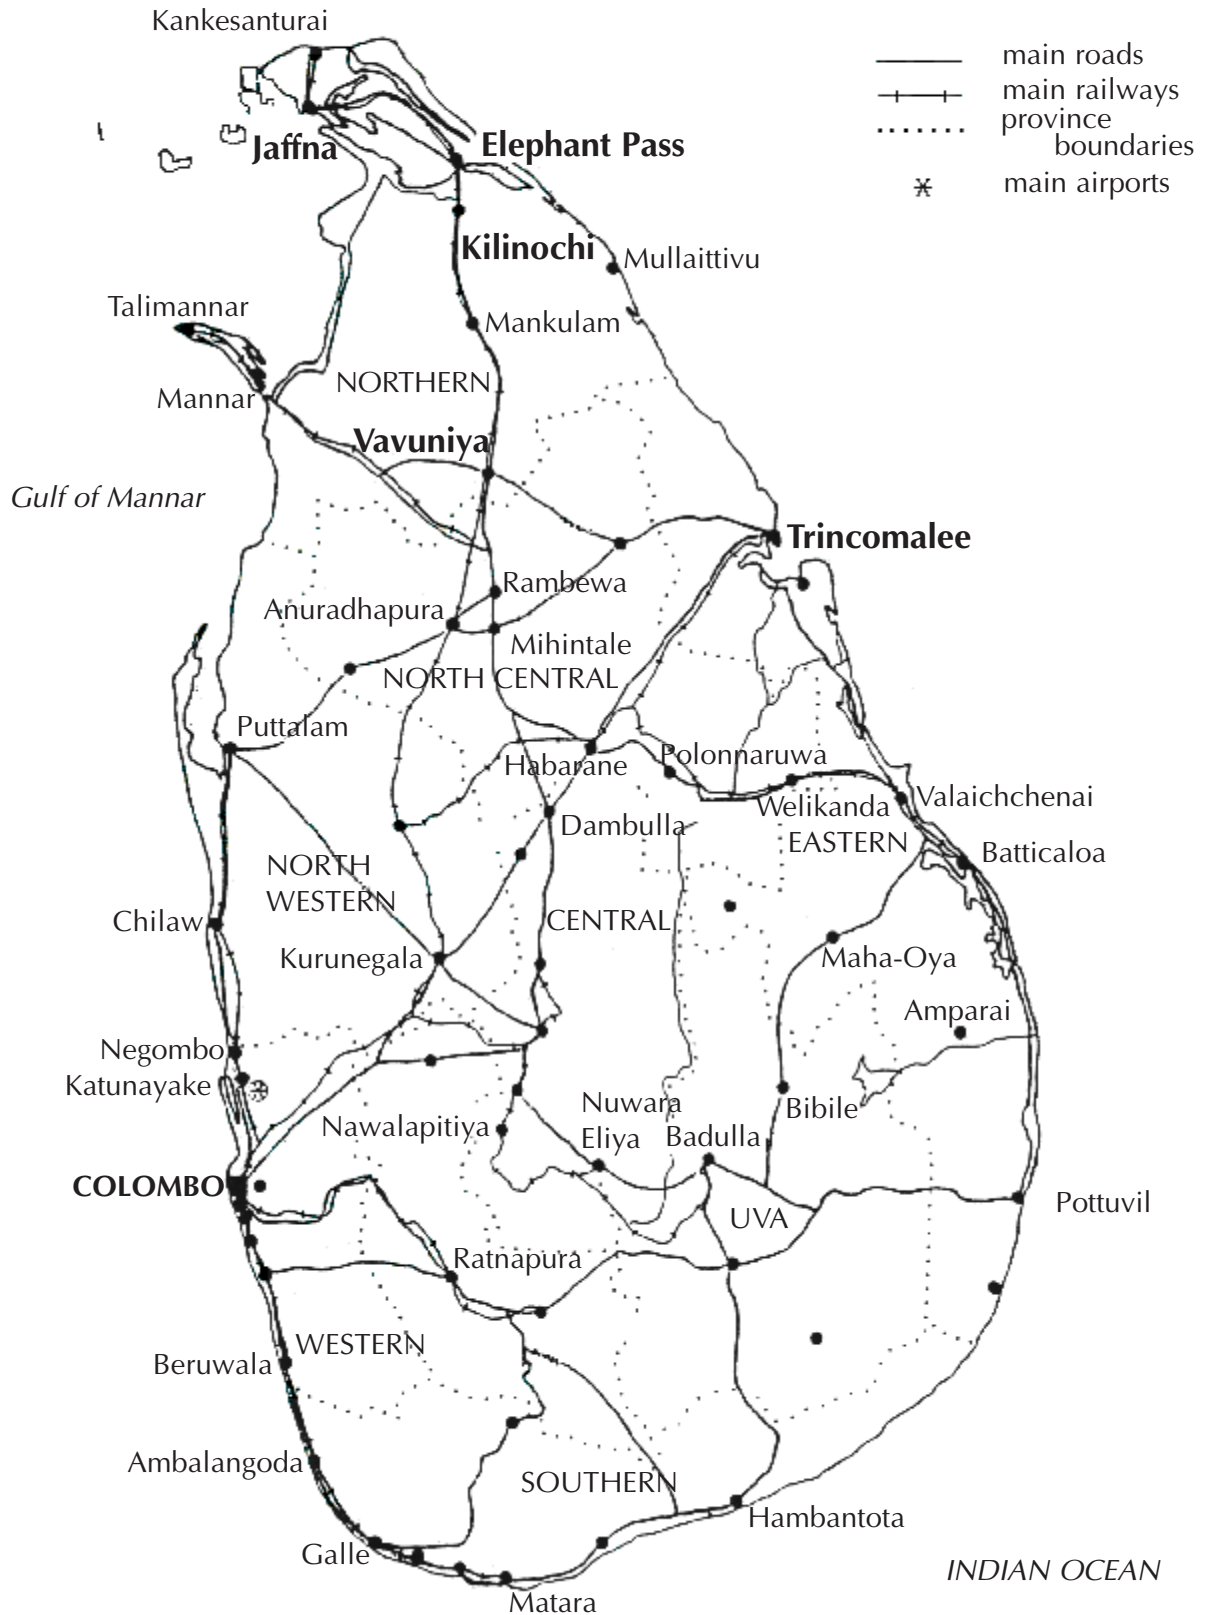 Kankesanturai
main roads
main railways
province
boundaries
main airports
Jaffna
Elephant Pass
Kilinochi
Mullaittivu
Talimannar
Mankulam
NORTHERN
Mannar
Vavuniya
Gulf of Mannar
Trincomalee
Rambewa
Anuradhapura
Mihintale
NORTH CENTRAL
Puttalam
Habarane
Polonnaruwa
Welikanda
Valaichchenai
Dambulla
EASTERN
Batticaloa
NORTH
WESTERN
Chilaw
CENTRAL
Kurunegala
Maha-Oya
Amparai
Negombo
Katunayake
Nawalapitiya
Nuwara
Eliya
Badulla
Bibile
COLOMBO
UVA
Pottuvil
Ratnapura
WESTERN
Beruwala
Ambalangoda
SOUTHERN
Hambantota
Galle
Matara
INDIAN OCEAN